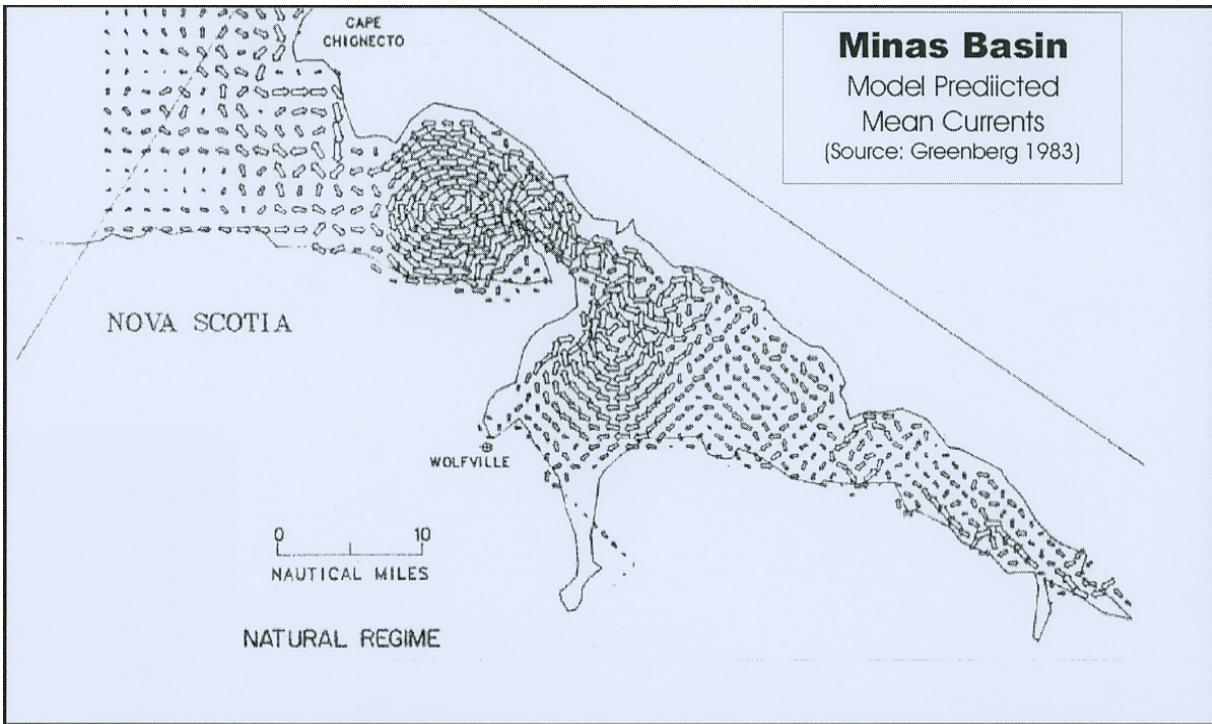 CAPE
CHIGNECTO
Minas Basin
Model Prediicted
Mean Currents
(Source: Greenberg 1983)
NOVA SCOTIA
WOLFVILLE
0 10
NAUTICAL MILES
NATURAL REGIME